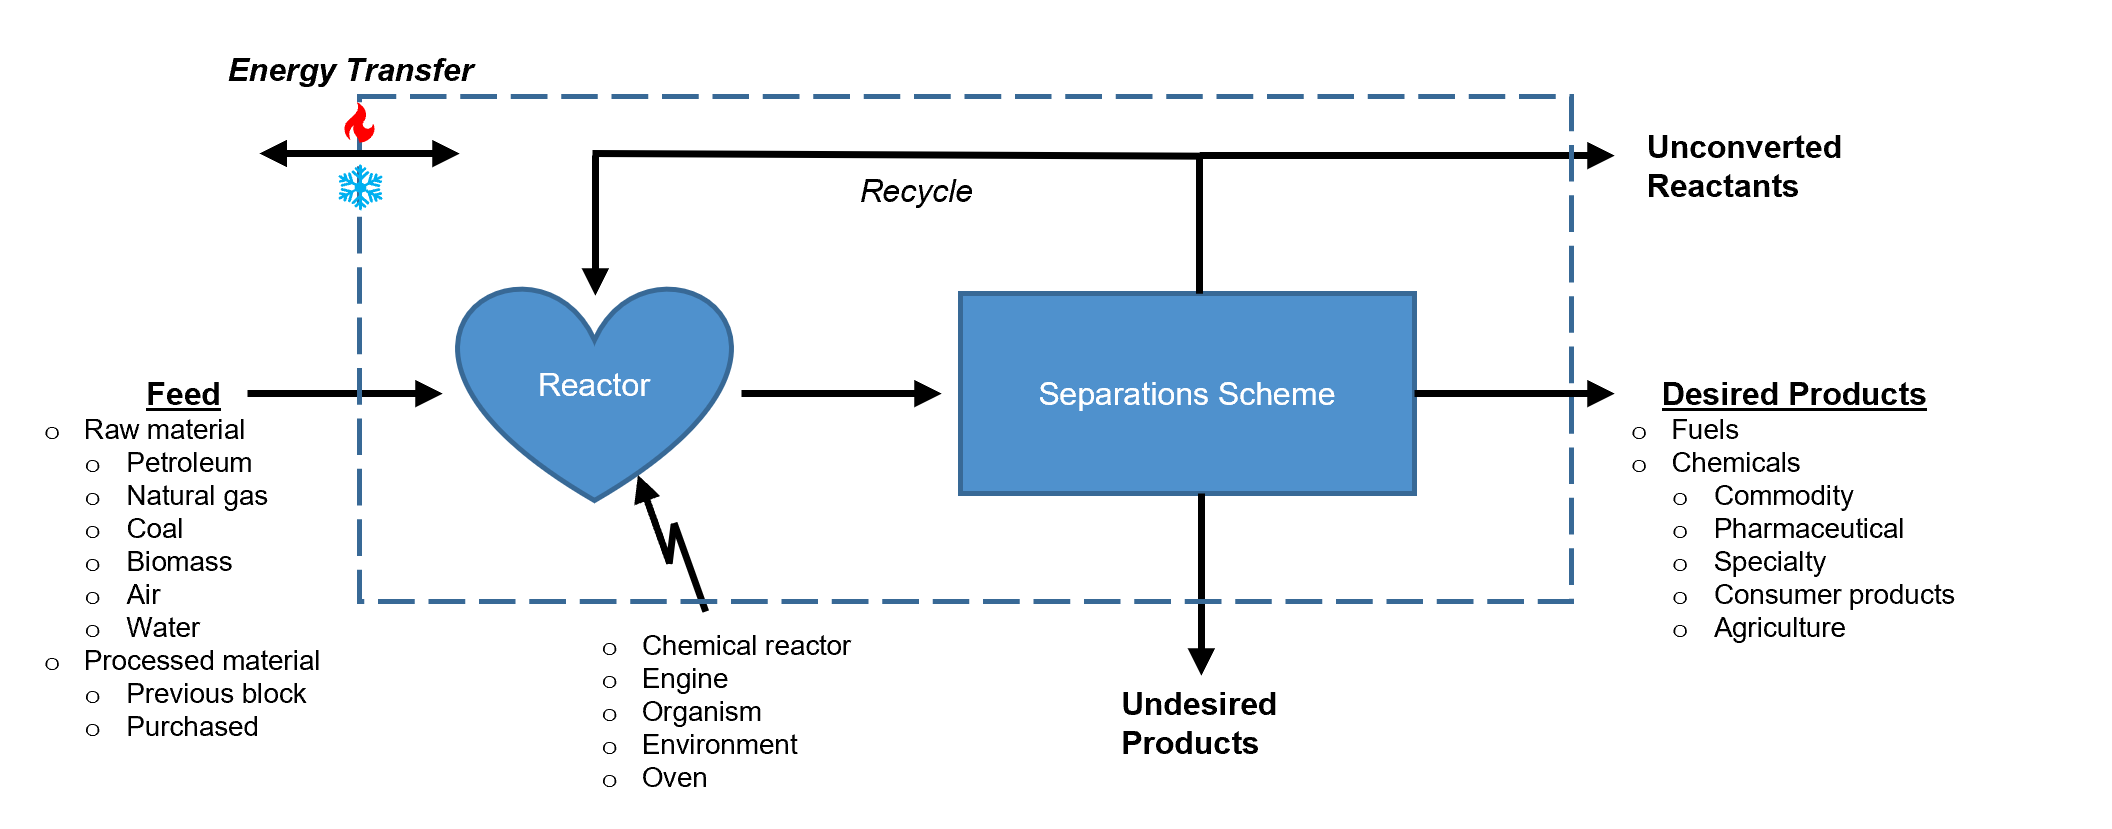 Energy Transfer
Unconverted
Reactants
Recycle
Reactor
Separations Scheme
Feed
o Raw material
o Petroleum
o Natural gas
o Coal
o Biomass
o Air
o Water
o Processed material
o Previous block
o Purchased
o Chemical reactor
o Engine
o Organism
o Environment
o Oven
Undesired
Products
Desired Products
o Fuels
o Chemicals
o Commodity
o Pharmaceutical
o Specialty
o Consumer products
o Agriculture